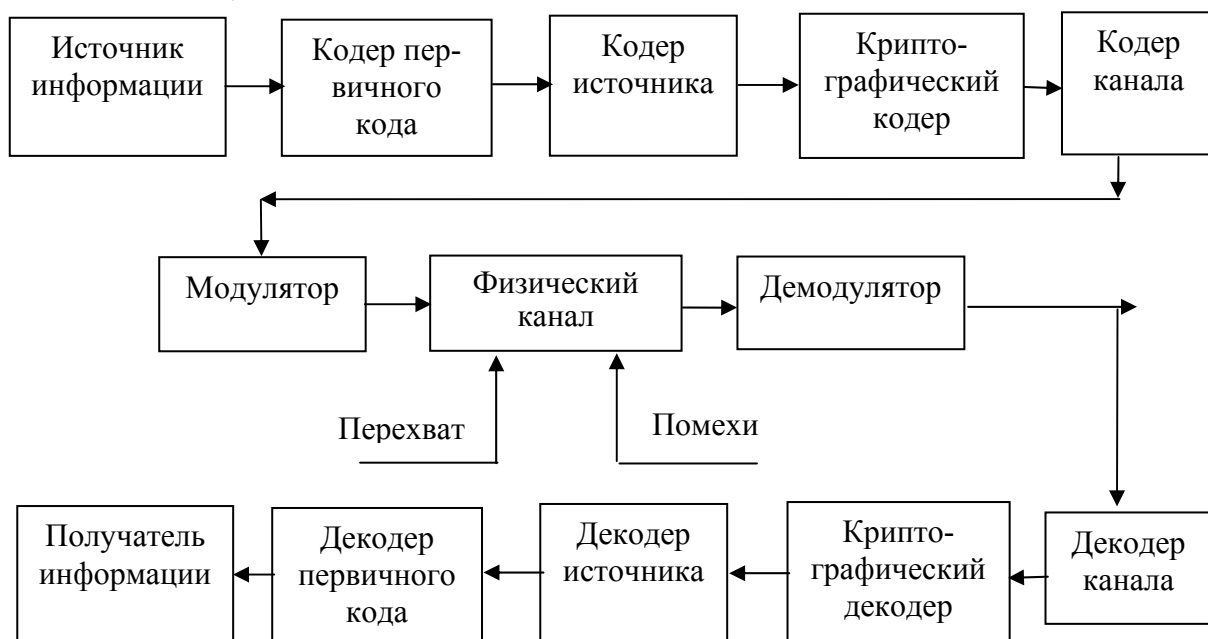 Источник
информации
Кодер пер-
вичного
кода
Кодер
источника
Крипто-
графический
кодер
Кодер
канала
Модулятор
Физический
канал
Демодулятор
Перехват
Помехи
Получатель
информации
Декодер
первичного
кода
Декодер
источника
Крипто-
графический
декодер
Декодер
канала